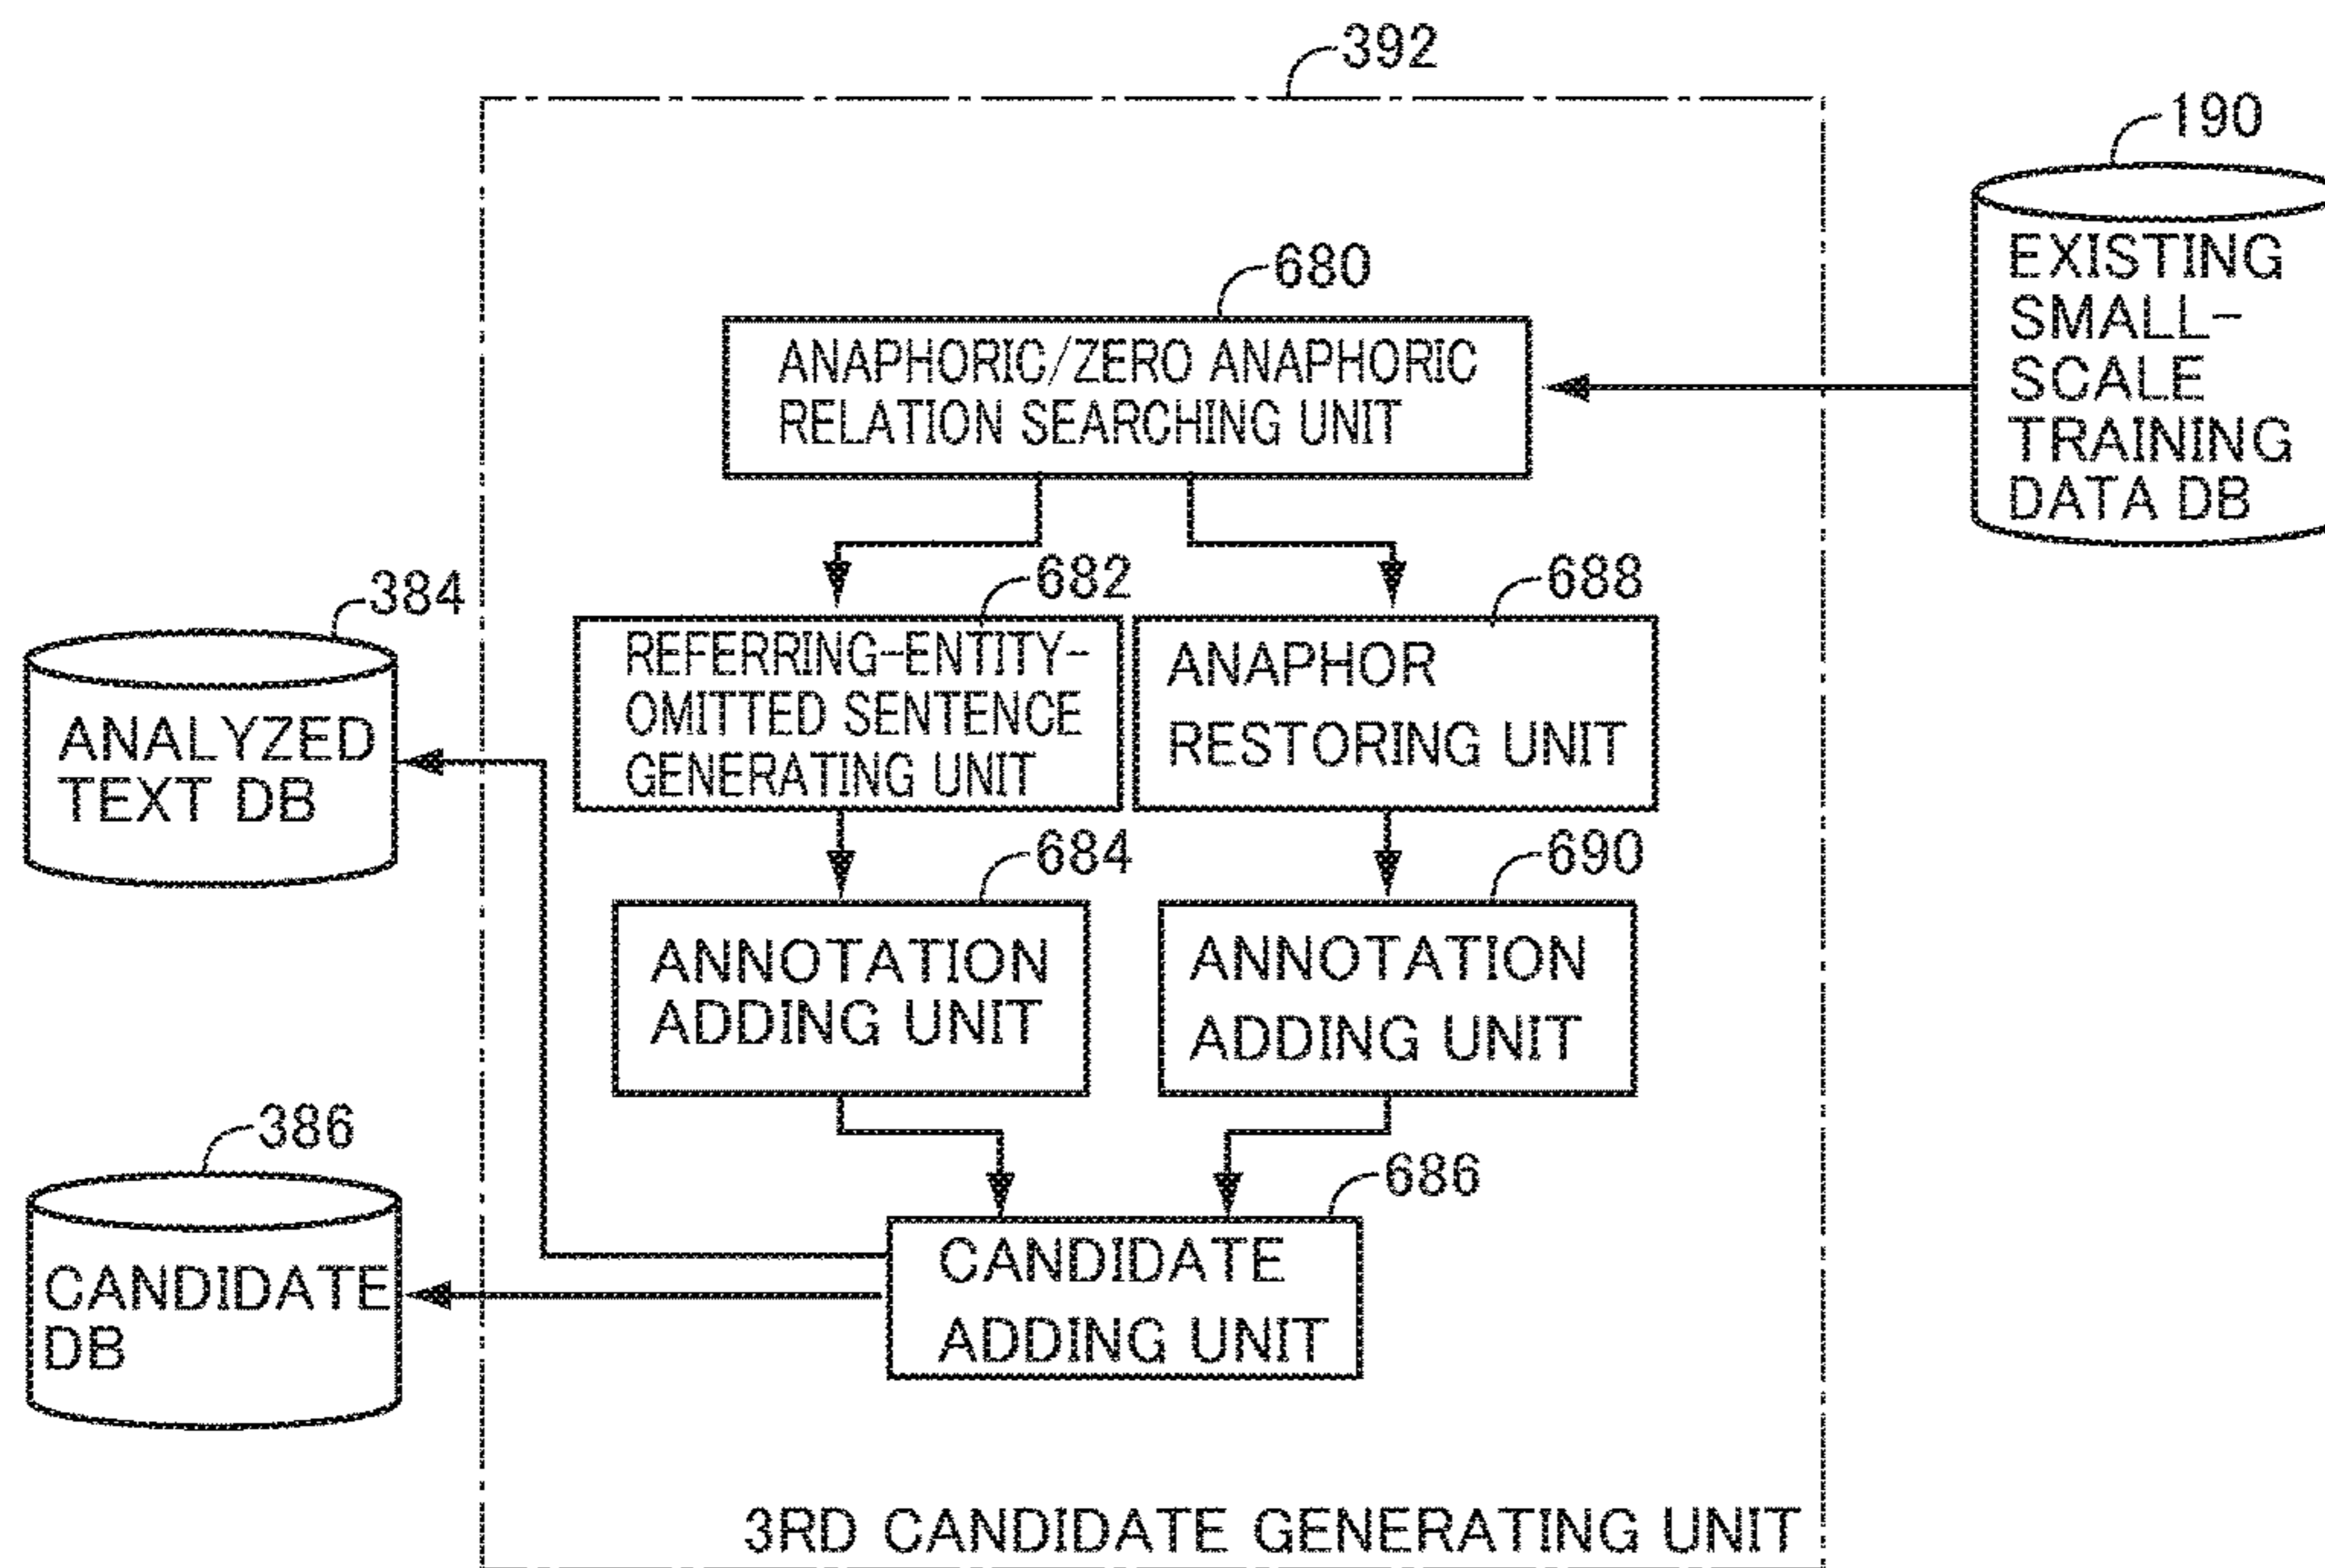 392
190
EXISTING
SMALL-
SCALE
TRAINING
DATA DB
680
ANAPHORIC/ZERO ANAPHORIC
RELATION SEARCHING UNIT
384
ANALYZED
TEXT DB
682
REFERRING-ENTITY-
OMITTED SENTENCE
GENERATING UNIT
688
ANAPHOR
RESTORING UNIT
684
ANNOTATION
ADDING UNIT
690
ANNOTATION
ADDING UNIT
386
CANDIDATE
DB
686
CANDIDATE
ADDING UNIT
3RD CANDIDATE GENERATING UNIT